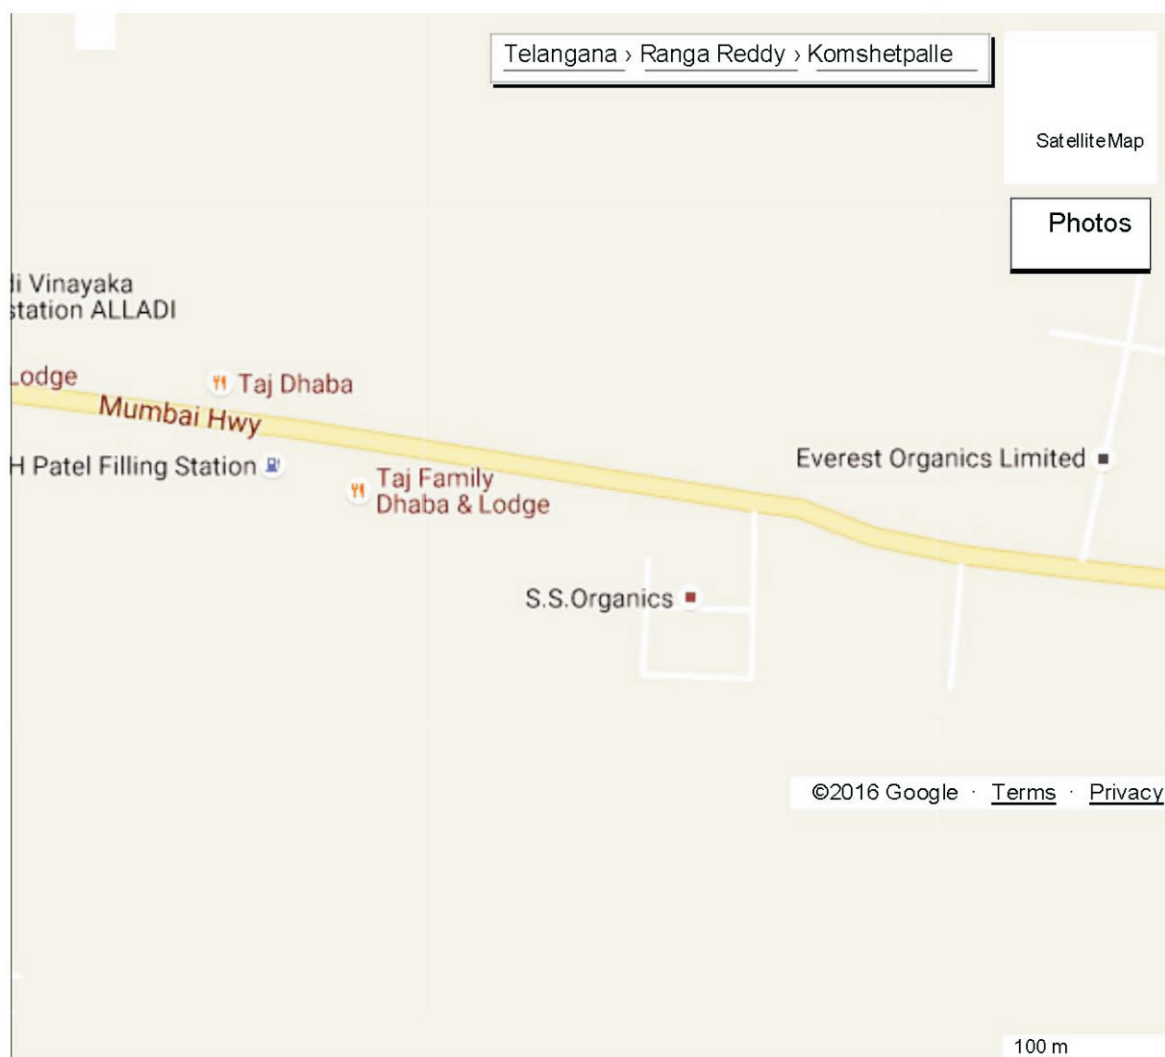 Telangana › Ranga Reddy › Komshetpalle
SatelliteMap
Photos
Vinayaka
ALLADI
Lodge
Taj Dhaba
Mumbai Hwy
H Patel Filling Station
Taj Family
Dhaba & Lodge
Everest Organics Limited
S.S.Organics
©2016 Google · Terms · Privacy
100 m